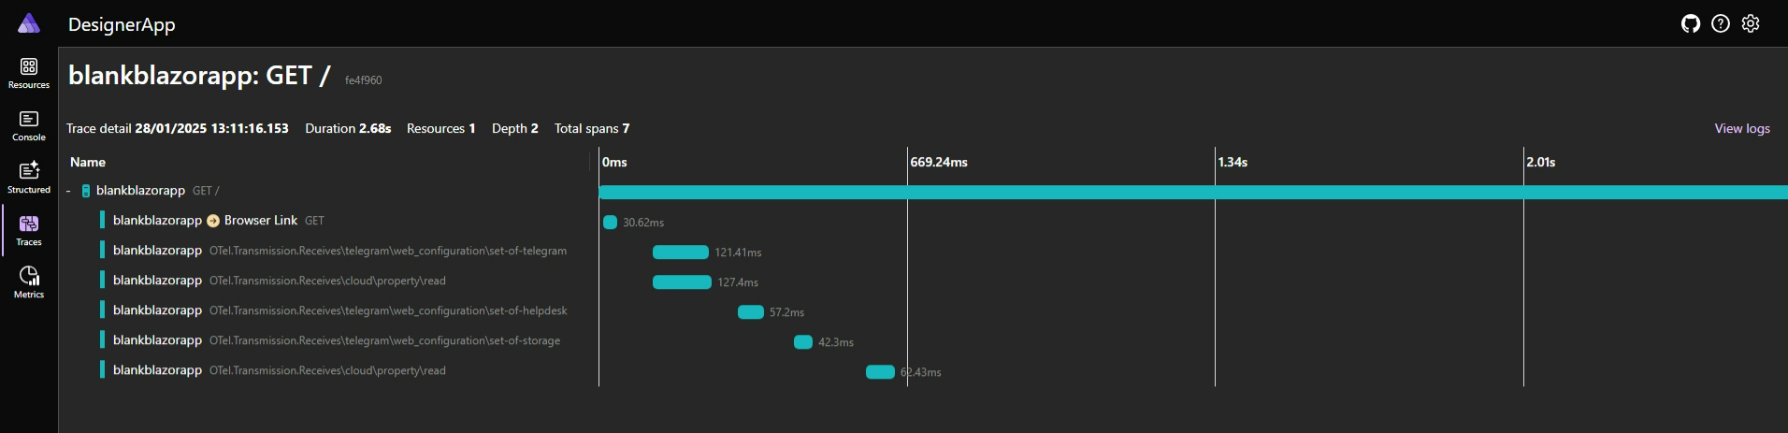 DesignerApp
Resources
Console
Structured
Traces
Metrics
blankblazorapp: GET / fe4f960
Trace detail 28/01/2025 13:11:16.153 Duration 2.68s Resources 1 Depth 2 Total spans 7 View logs
Name 0ms 669.24ms 1.34s 2.01s
- blankblazorapp GET /
blankblazorapp Browser Link GET 30.62ms
blankblazorapp OTel.Transmission.Receives\telegram\web_configuration\set-of-telegram 121.41ms
blankblazorapp OTel.Transmission.Receives\cloud\property\read 127.4ms
blankblazorapp OTel.Transmission.Receives\telegram\web_configuration\set-of-helpdesk 57.2ms
blankblazorapp OTel.Transmission.Receives\telegram\web_configuration\set-of-storage 42.3ms
blankblazorapp OTel.Transmission.Receives\cloud\property\read 62.43ms